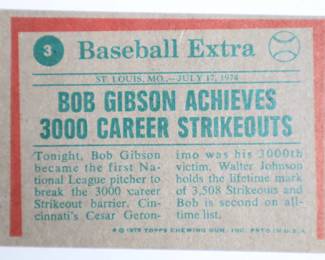 3
Baseball Extra
ST. LOUIS, MO.—JULY 17, 1974
BOB GIBSON ACHIEVES
3000 CAREER STRIKEOUTS
Tonight, Bob Gibson
became the first Na-
tional League pitcher to
break the 3000 career
Strikeout barrier. Cin-
cinnati's Cesar Geron-
imo was his 3000th
victim. Walter Johnson
holds the lifetime mark
of 3,508 Strikeouts and
Bob is second on all-
time list.
© 1975 TOPPS CHEWING GUM, INC. PRTD IN U.S.A.